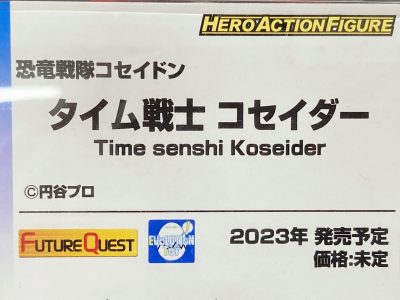 HERO ACTION FIGURE
恐竜戦隊コセイドン
タイム戦士 コセイダー
Time senshi Koseider
©円谷プロ
FUTURE QUEST
EVOLUTION TOY
2023年 発売予定
価格:未定